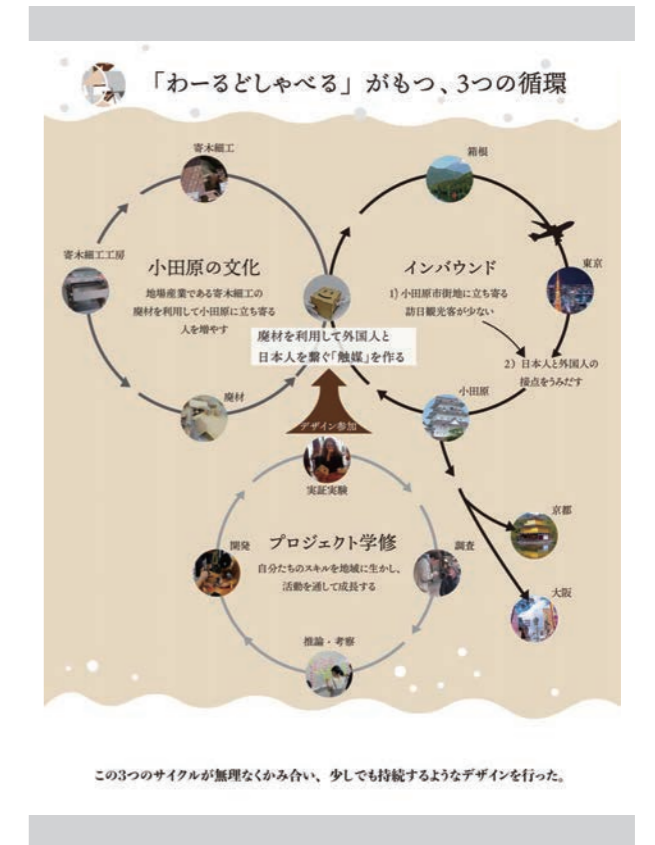 「わーるどしゃべる」がもつ、3つの循環
寄木細工
箱根
寄木細工工房
小田原の文化
地場産業である寄木細工の
廃材を利用して小田原に立ち寄る
人を増やす
インバウンド
1) 小田原市街地に立ち寄る
訪日観光客が少ない
東京
廃材を利用して外国人と
日本人を繋ぐ「触媒」を作る
2) 日本人と外国人の
接点をうみだす
廃材
小田原
デザイン参加
実証実験
京都
開発
プロジェクト学修
自分たちのスキルを地域に生かし、
活動を通して成長する
調査
大阪
推論・考察
この3つのサイクルが無理なくかみ合い、少しでも持続するようなデザインを行った。